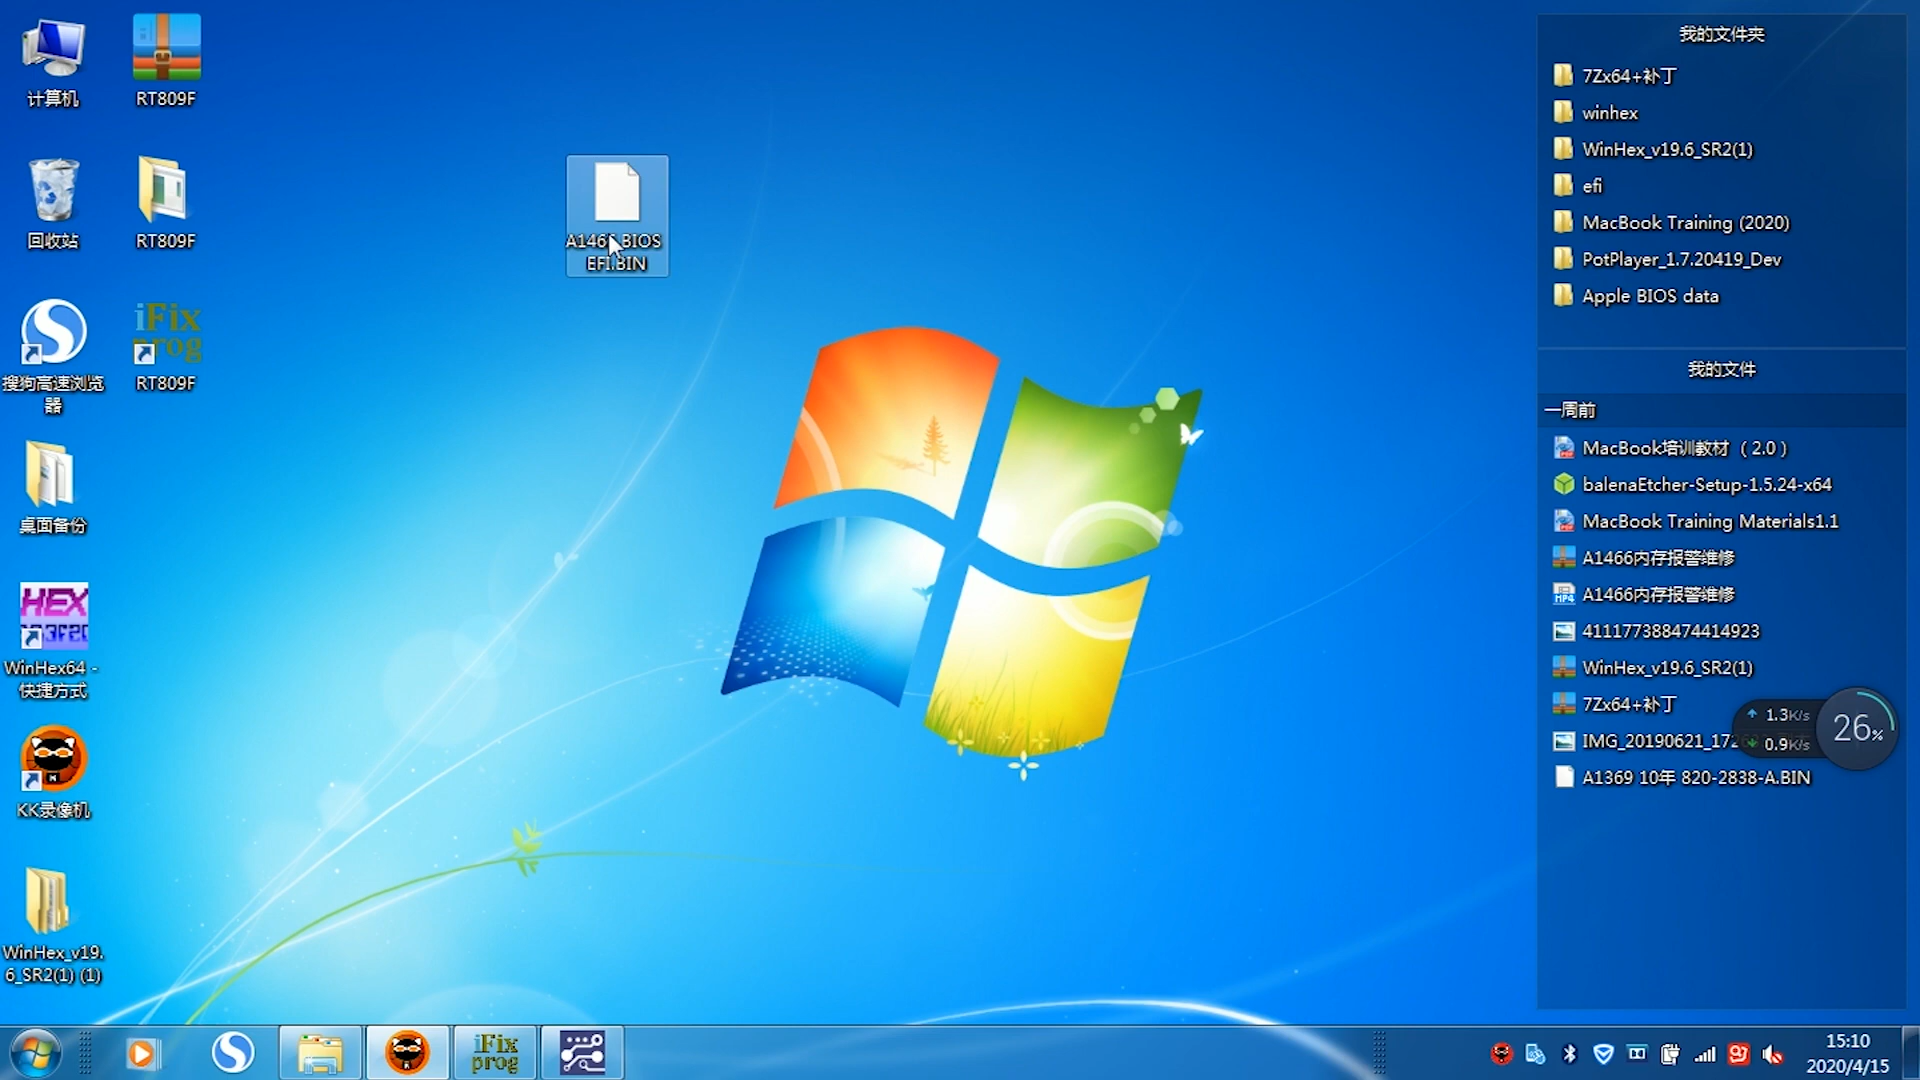 计算机
RT809F
回收站
RT809F
搜狗高速浏览
器
iFix
prog
RT809F
桌面备份
HEX
WinHex64 -
快捷方式
KK录像机
WinHex_v19.
6_SR2(1) (1)
BIOS
EFI.BIN
我的文件夹
7Zx64+补丁
winhex
WinHex_v19.6_SR2(1)
efi
MacBook Training (2020)
PotPlayer_1.7.20419_Dev
Apple BIOS data
我的文件
一周前
MacBook培训教材 （2.0）
balenaEtcher-Setup-1.5.24-x64
MacBook Training Materials1.1
A1466内存报警维修
A1466内存报警维修
411177388474414923
WinHex_v19.6_SR2(1)
7Zx64+补丁
1.3K/s
26%
0.9K/s
A1369 10年 820-2838-A.BIN
iFix
prog
15:10
2020/4/15